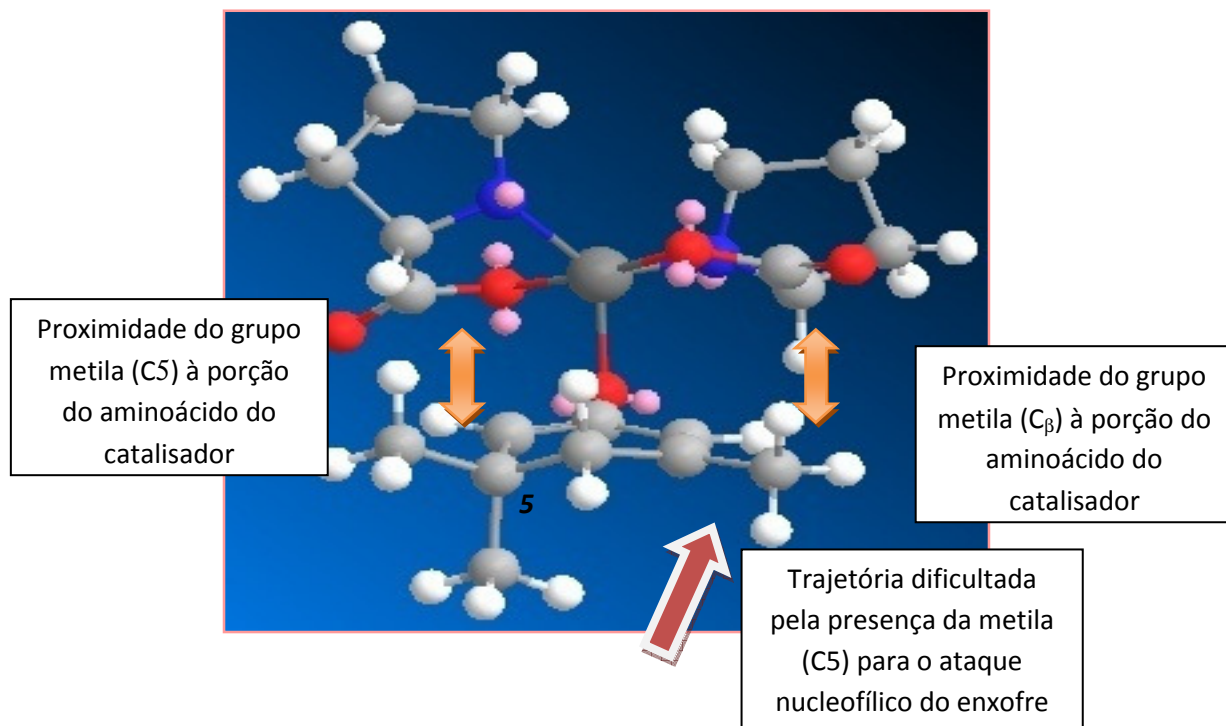 Proximidade do grupo
metila (C5) à porção
do aminoácido do
catalisador
5
Proximidade do grupo
metila (Cβ) à porção do
aminoácido do
catalisador
Trajetória dificultada
pela presença da metila
(C5) para o ataque
nucleofílico do enxofre